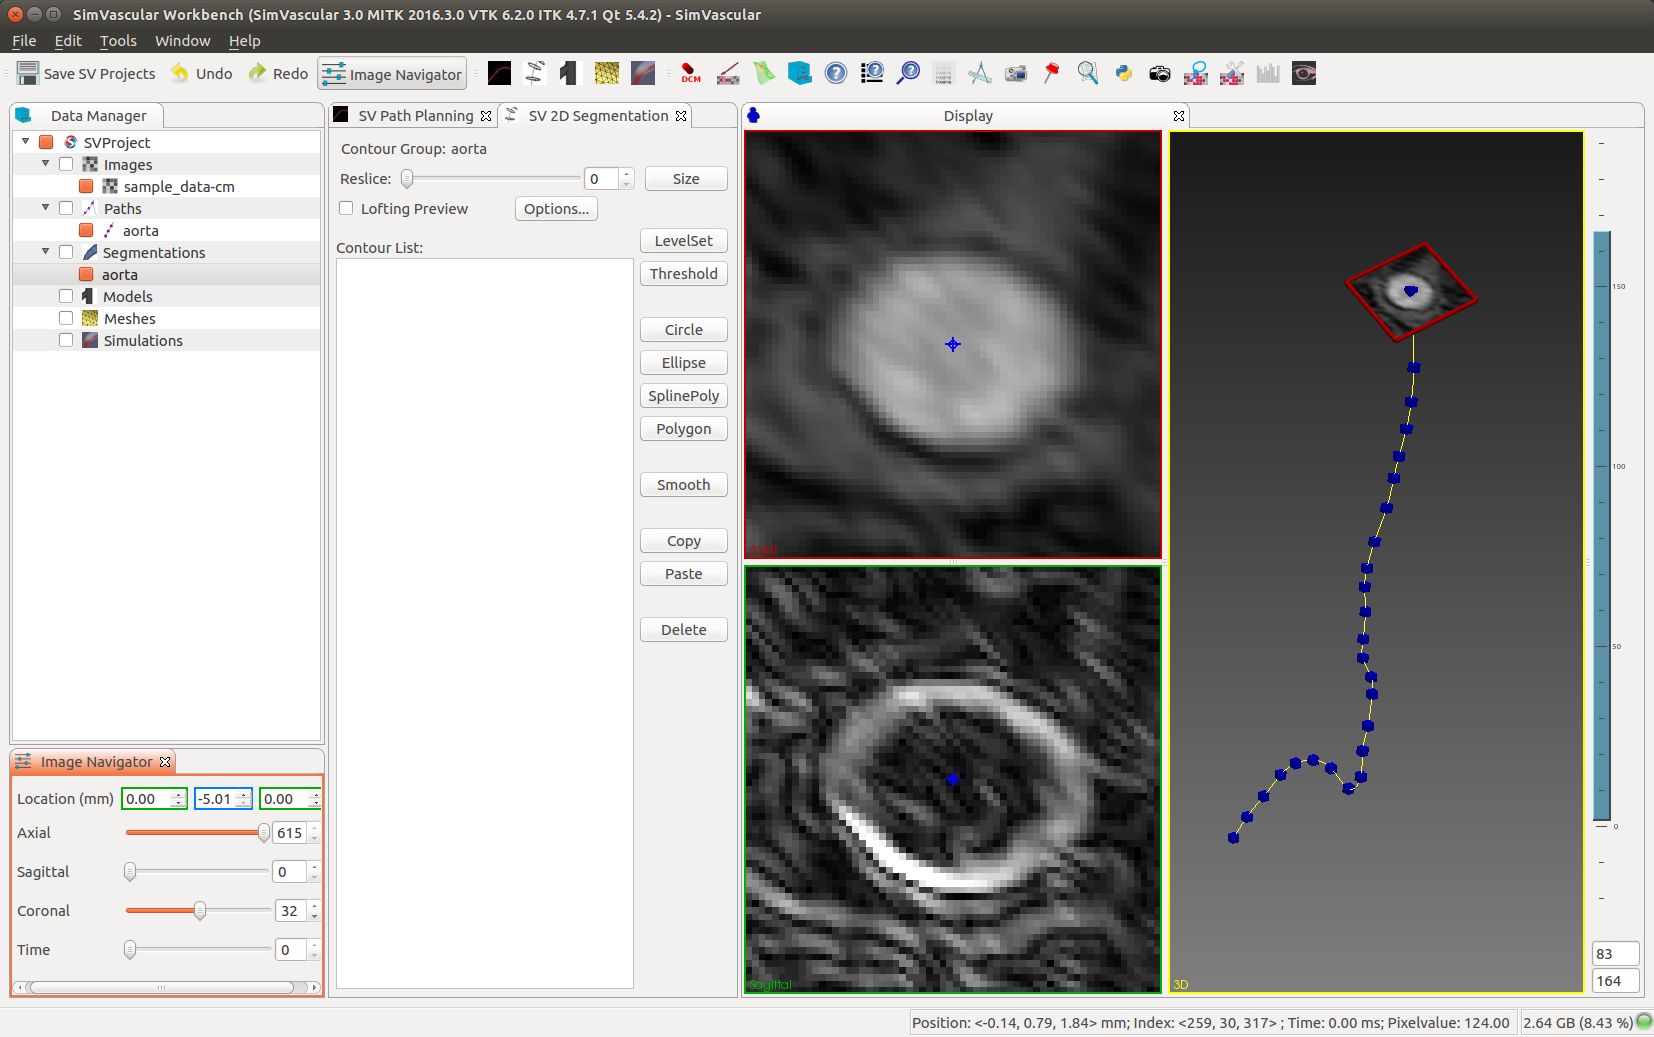 SimVascular Workbench (SimVascular 3.0 MITK 2016.3.0 VTK 6.2.0 ITK 4.7.1 Qt 5.4.2) - SimVascular
File Edit Tools Window Help
Save SV Projects Undo Redo Image Navigator DCM
Data Manager
SVProject
Images
sample_data-cm
Paths
aorta
Segmentations
aorta
Models
Meshes
Simulations
Image Navigator
Location (mm) 0.00 -5.01 0.00
Axial 615
Sagittal 0
Coronal 32
Time 0
SV Path Planning SV 2D Segmentation
Contour Group: aorta
Reslice: 0 Size
Lofting Preview Options...
Contour List:
LevelSet
Threshold
Circle
Ellipse
SplinePoly
Polygon
Smooth
Copy
Paste
Delete
Display
Axial
Sagittal
3D
150
100
50
0
83
164
Position: <-0.14, 0.79, 1.84> mm; Index: <259, 30, 317> ; Time: 0.00 ms; Pixelvalue: 124.00 2.64 GB (8.43 %)